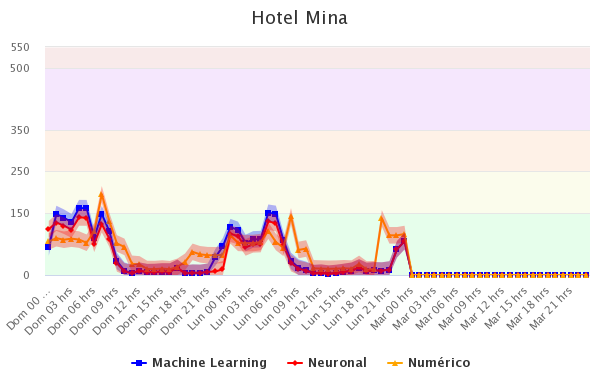 Hotel Mina
550
500
350
250
150
0
Dom 00 ...
Dom 03 hrs
Dom 06 hrs
Dom 09 hrs
Dom 12 hrs
Dom 15 hrs
Dom 18 hrs
Dom 21 hrs
Lun 00 hrs
Lun 03 hrs
Lun 06 hrs
Lun 09 hrs
Lun 12 hrs
Lun 15 hrs
Lun 18 hrs
Lun 21 hrs
Mar 00 hrs
Mar 03 hrs
Mar 06 hrs
Mar 09 hrs
Mar 12 hrs
Mar 15 hrs
Mar 18 hrs
Mar 21 hrs
Machine Learning Neuronal Numérico